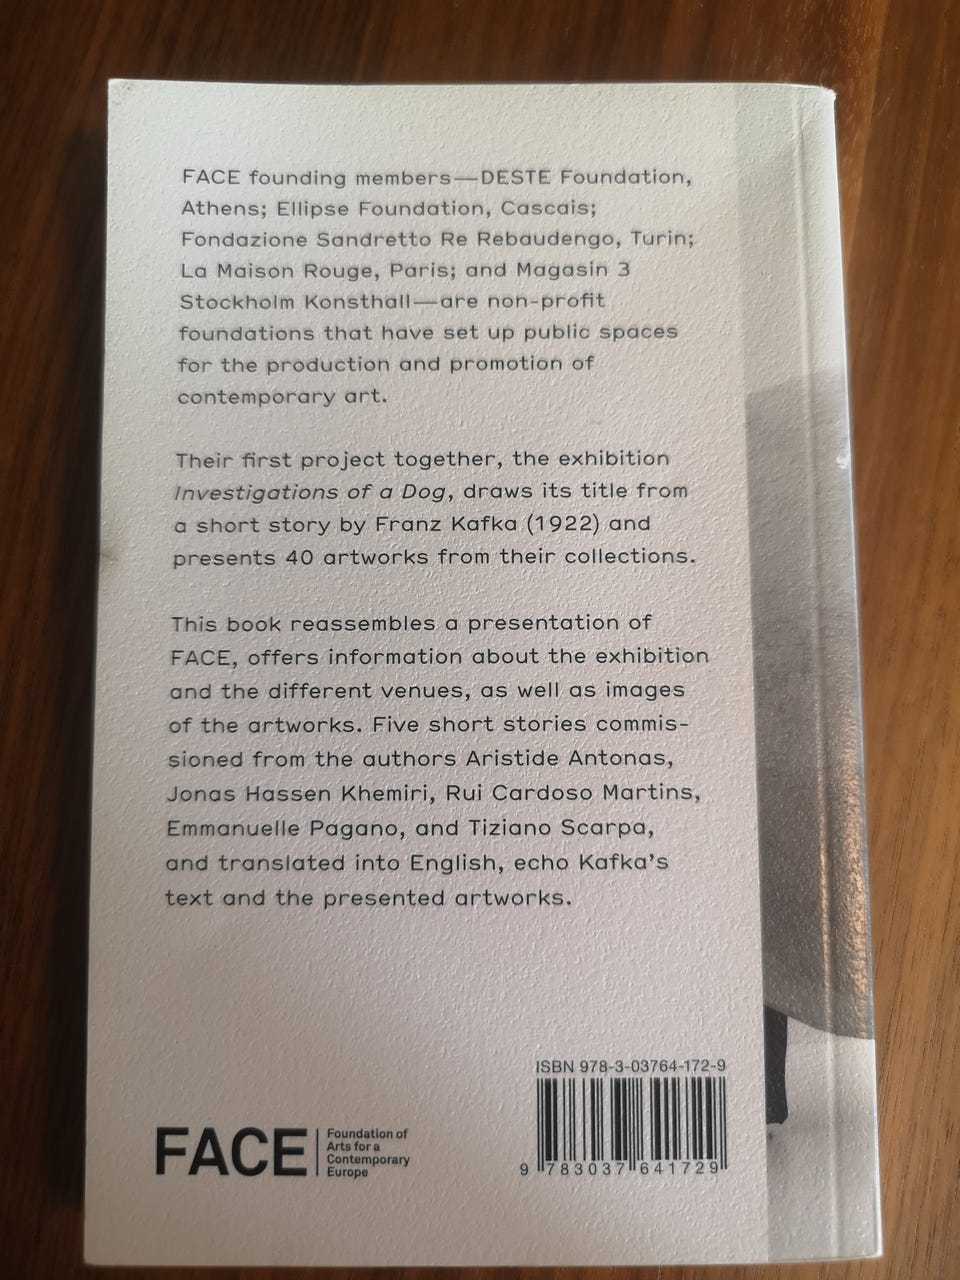 FACE founding members—DESTE Foundation,
Athens; Ellipse Foundation, Cascais;
Fondazione Sandretto Re Rebaudengo, Turin;
La Maison Rouge, Paris; and Magasin 3
Stockholm Konsthall—are non-profit
foundations that have set up public spaces
for the production and promotion of
contemporary art.
Their first project together, the exhibition
Investigations of a Dog, draws its title from
a short story by Franz Kafka (1922) and
presents 40 artworks from their collections.
This book reassembles a presentation of
FACE, offers information about the exhibition
and the different venues, as well as images
of the artworks. Five short stories commis-
sioned from the authors Aristide Antonas,
Jonas Hassen Khemiri, Rui Cardoso Martins,
Emmanuelle Pagano, and Tiziano Scarpa,
and translated into English, echo Kafka’s
text and the presented artworks.
FACE
Foundation of
Arts for a
Contemporary
Europe
ISBN 978-3-03764-172-9
9 783037 641729